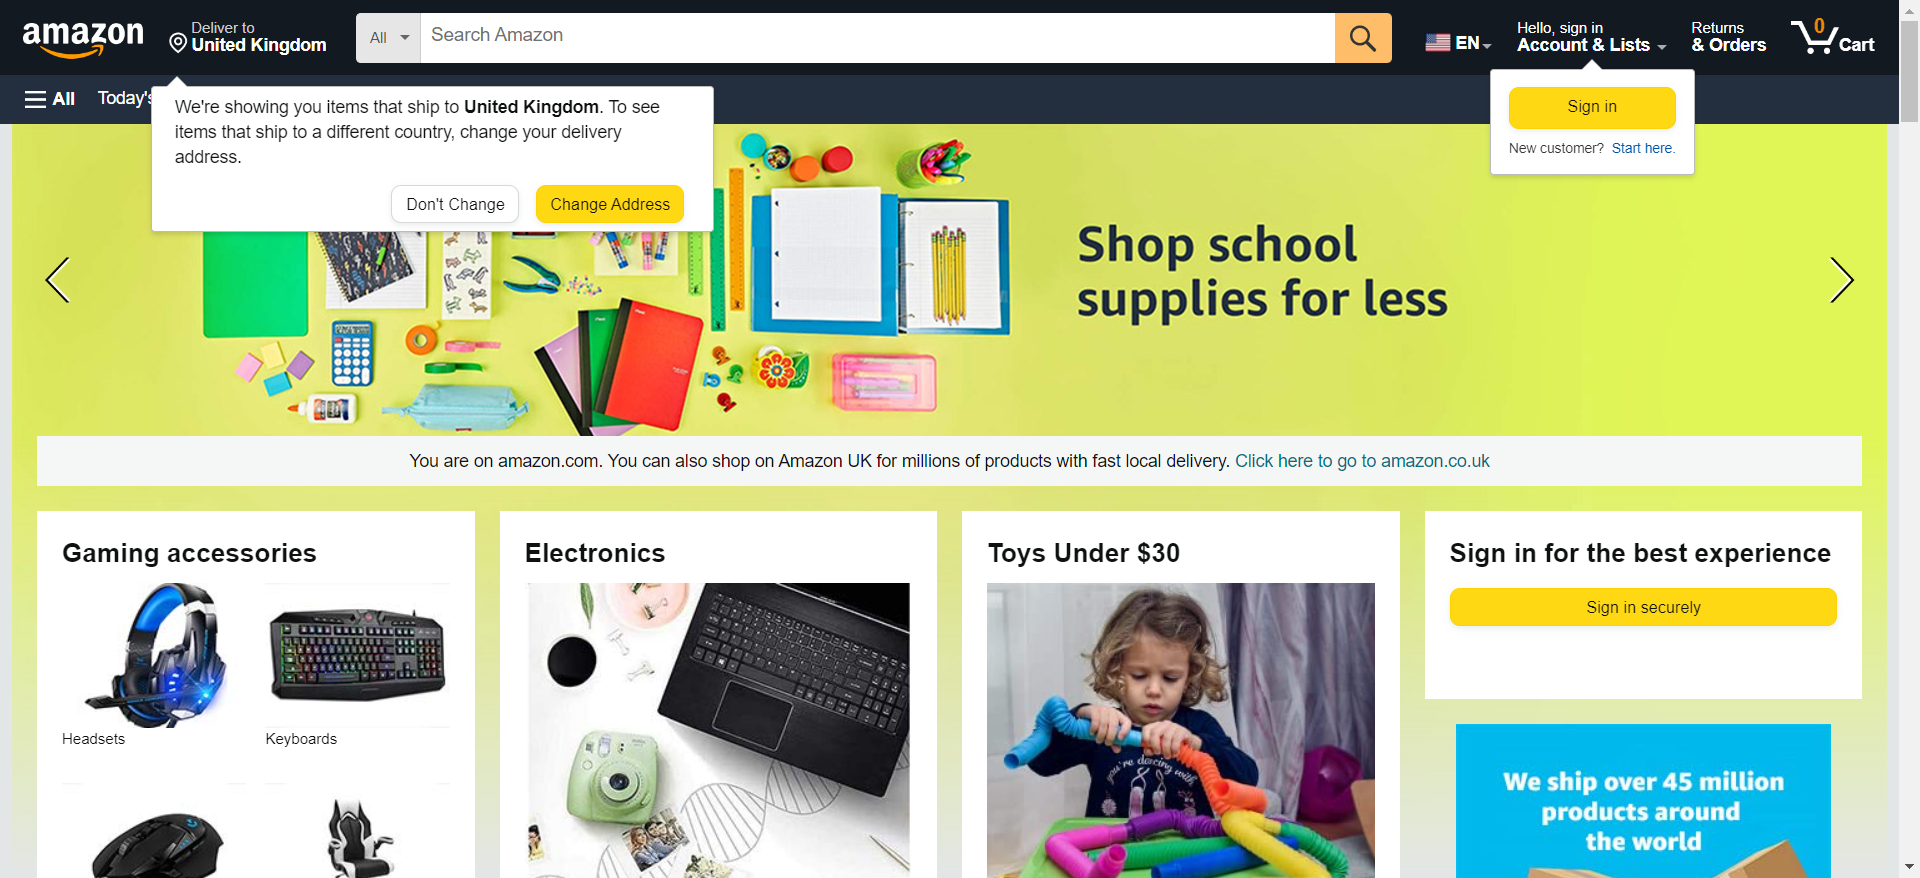 amazon
Deliver to
United Kingdom
All
Search Amazon
EN
Hello, sign in
Account & Lists
Returns
& Orders
0
Cart
All
Today's
We're showing you items that ship to United Kingdom. To see
items that ship to a different country, change your delivery
address.
Don't Change
Change Address
Sign in
New customer? Start here.
Shop school
supplies for less
You are on amazon.com. You can also shop on Amazon UK for millions of products with fast local delivery. Click here to go to amazon.co.uk
Gaming accessories
Headsets
Keyboards
Electronics
Toys Under $30
you're dancing with
Sign in for the best experience
Sign in securely
We ship over 45 million
products around
the world